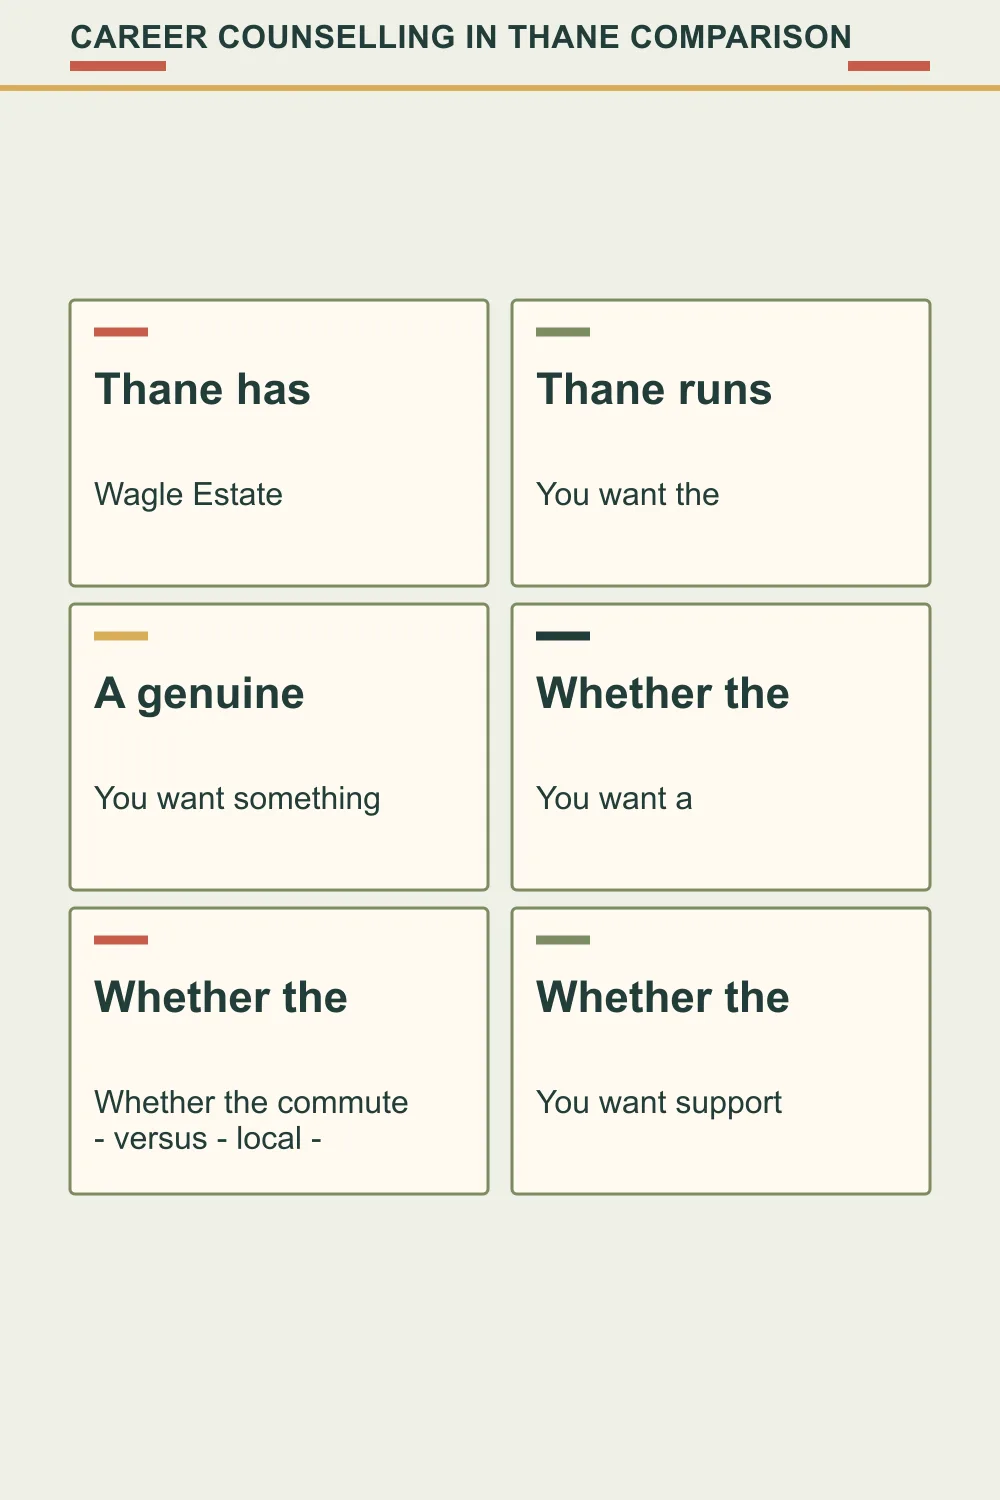 CAREER COUNSELLING IN THANE COMPARISON
Thane has
Wagle Estate
Thane runs
You want the
A genuine
You want something
Whether the
You want a
Whether the
Whether the commute
- versus - local -
Whether the
You want support